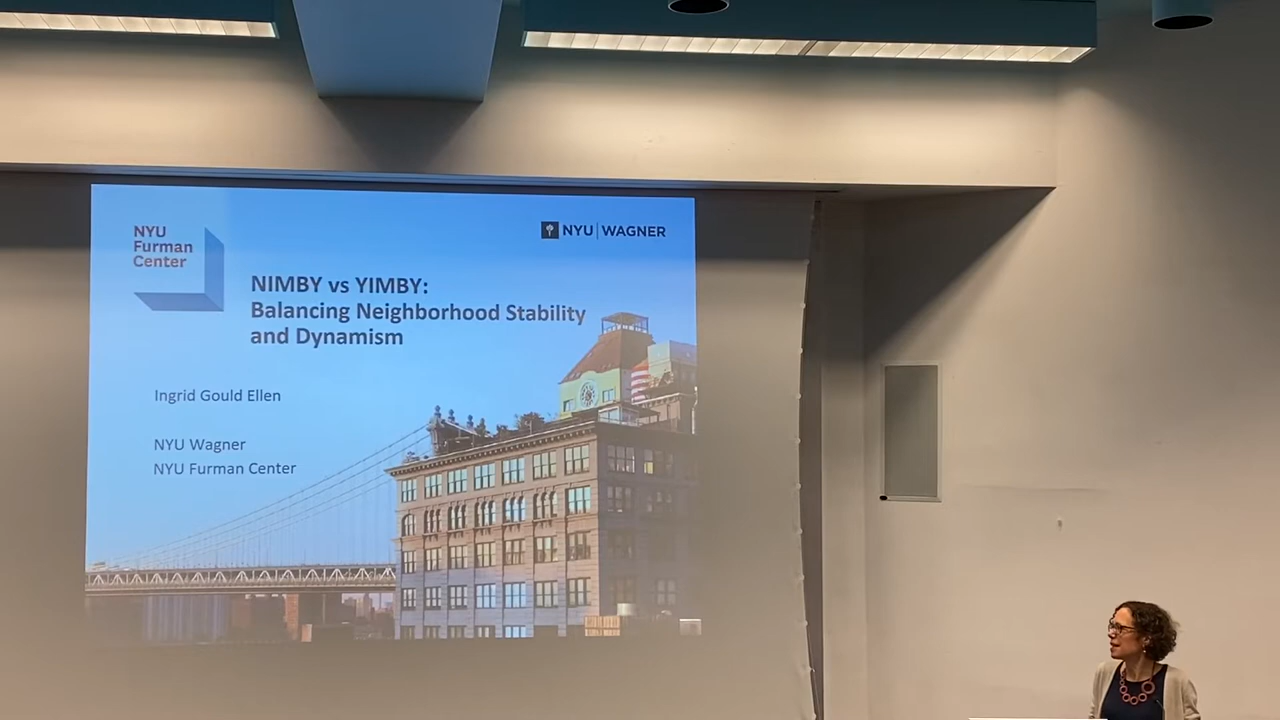 NYU
Furman
Center
NYU | WAGNER
NIMBY vs YIMBY:
Balancing Neighborhood Stability
and Dynamism
Ingrid Gould Ellen
NYU Wagner
NYU Furman Center